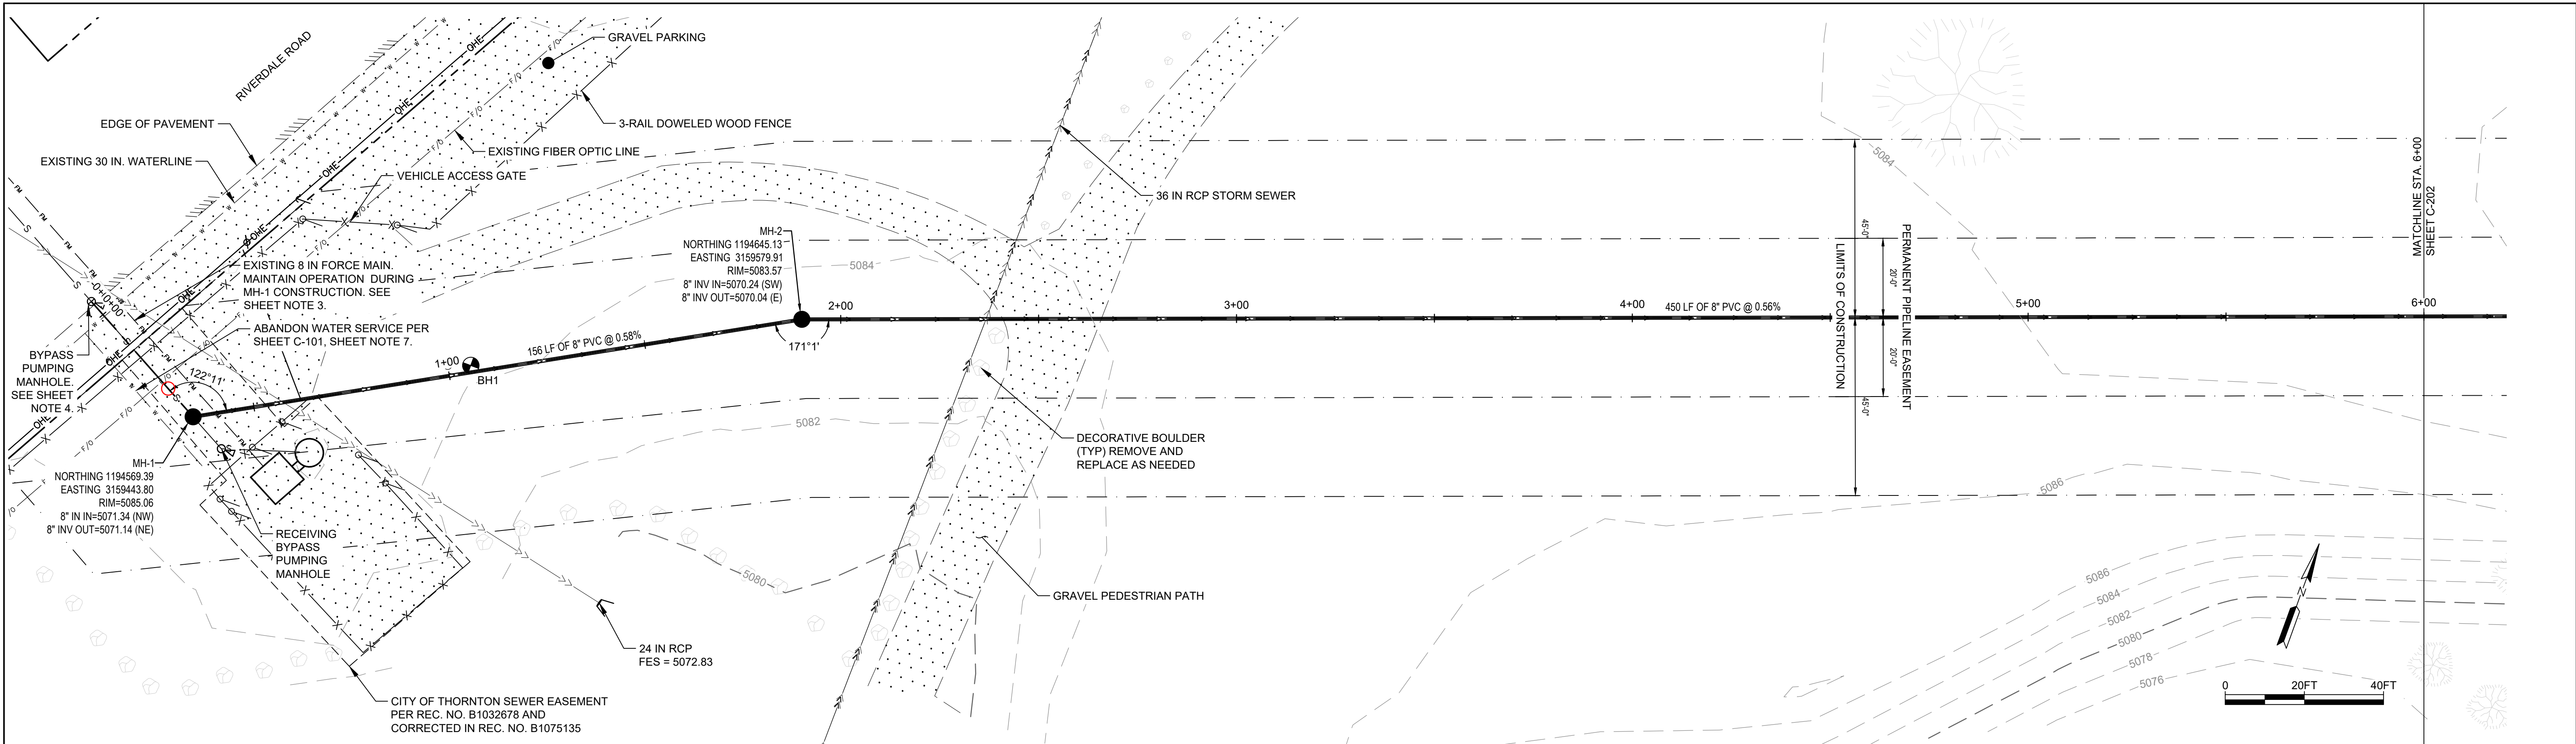 RIVERDALE ROAD
GRAVEL PARKING
EDGE OF PAVEMENT
3-RAIL DOWELED WOOD FENCE
EXISTING 30 IN. WATERLINE
EXISTING FIBER OPTIC LINE
VEHICLE ACCESS GATE
36 IN RCP STORM SEWER
OHE
OHE
OHE
OHE
OHE
OHE
OHE
F/O
F/O
F/O
F/O
F/O
F/O
F/O
MH-2
NORTHING 1194645.13
EASTING 3159579.91
RIM=5083.57
8" INV IN=5070.24 (SW)
8" INV OUT=5070.04 (E)
EXISTING 8 IN FORCE MAIN.
MAINTAIN OPERATION DURING
MH-1 CONSTRUCTION. SEE
SHEET NOTE 3.
ABANDON WATER SERVICE PER
SHEET C-101, SHEET NOTE 7.
BYPASS
PUMPING
MANHOLE.
SEE SHEET
NOTE 4.
0+00
122°11'
1+00
BH1
156 LF OF 8" PVC @ 0.58%
171°1'
2+00
3+00
4+00
450 LF OF 8" PVC @ 0.56%
5+00
6+00
5084
5084
5082
5080
5086
MH-1
NORTHING 1194569.39
EASTING 3159443.80
RIM=5085.06
8" IN IN=5071.34 (NW)
8" INV OUT=5071.14 (NE)
RECEIVING
BYPASS
PUMPING
MANHOLE
DECORATIVE BOULDER
(TYP) REMOVE AND
REPLACE AS NEEDED
GRAVEL PEDESTRIAN PATH
24 IN RCP
FES = 5072.83
CITY OF THORNTON SEWER EASEMENT
PER REC. NO. B1032678 AND
CORRECTED IN REC. NO. B1075135
LIMITS OF CONSTRUCTION
45'-0"
45'-0"
20'-0"
20'-0"
PERMANENT PIPELINE EASEMENT
MATCHLINE STA. 6+00
SHEET C-202
5086
5084
5082
5080
5078
5076
N
0 20FT 40FT